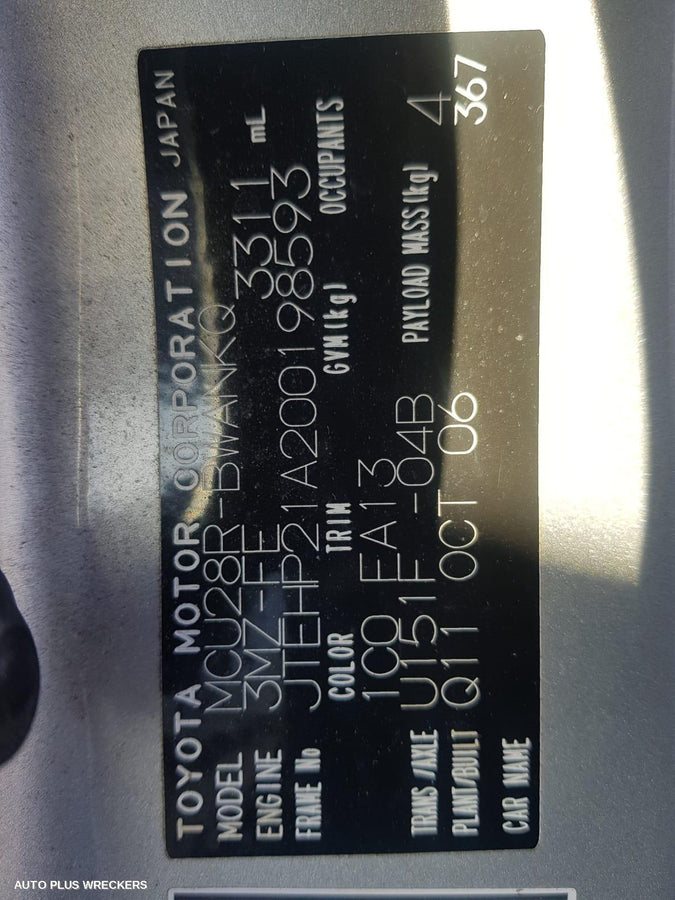 TOYOTA MOTOR CORPORATION JAPAN
MODEL MCU28R-BWANKQ
ENGINE 3MZ-FE 3311 mL
FRME No JTEHP21A200198593
COLOR TRIM GVM(kg) OCCUPANTS
1C0 FA13
TRANS/AXLE U151F -04B PAYLOAD MASS(kg) 4
PLANT/BUILT Q11 OCT 06 367
CAR NAME
AUTO PLUS WRECKERS